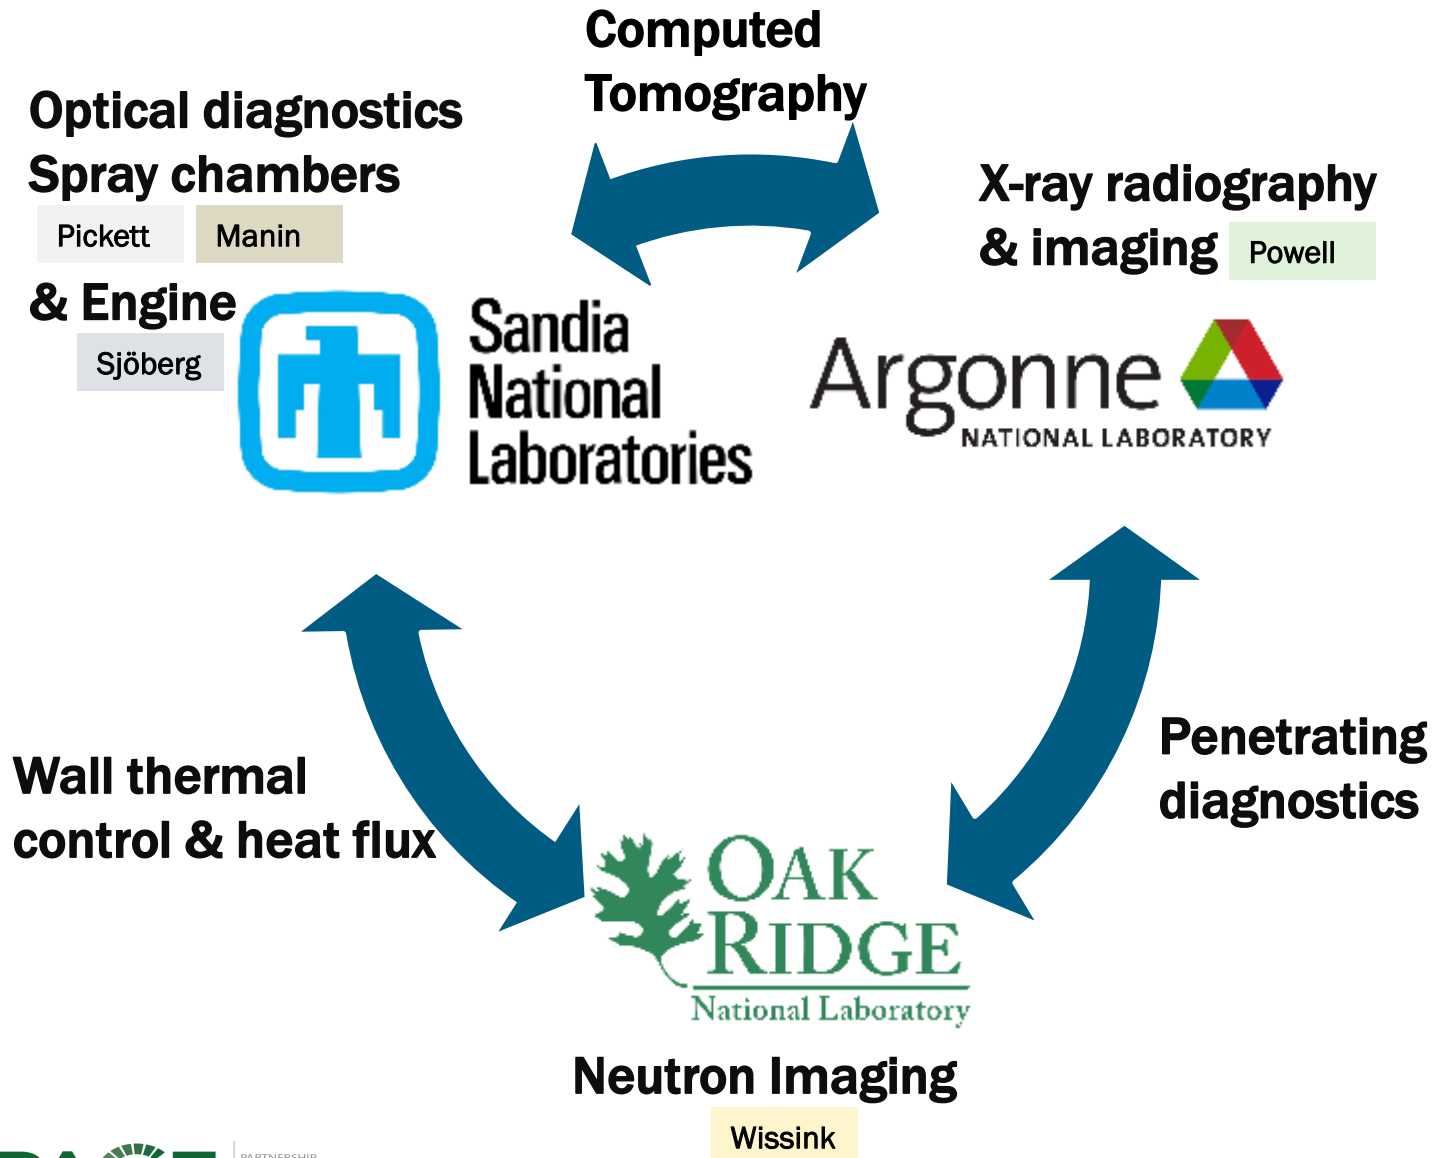 Computed
Tomography
Optical diagnostics
Spray chambers
Pickett
Manin
& Engine
Sjöberg
Sandia
National
Laboratories
X-ray radiography
& imaging
Powell
Argonne
NATIONAL LABORATORY
Wall thermal
control & heat flux
Penetrating
diagnostics
OAK
RIDGE
National Laboratory
Neutron Imaging
Wissink
PARTNERSHIP